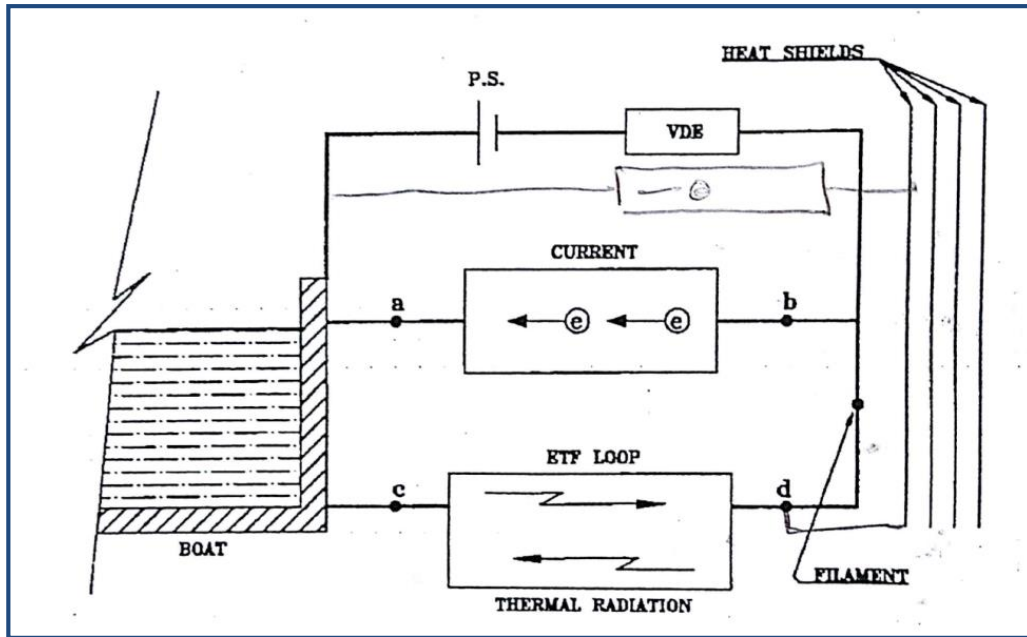 HEAT SHIELDS
P.S.
VDE
e
CURRENT
a
b
e e
ETF LOOP
c
d
BOAT
FILAMENT
THERMAL RADIATION